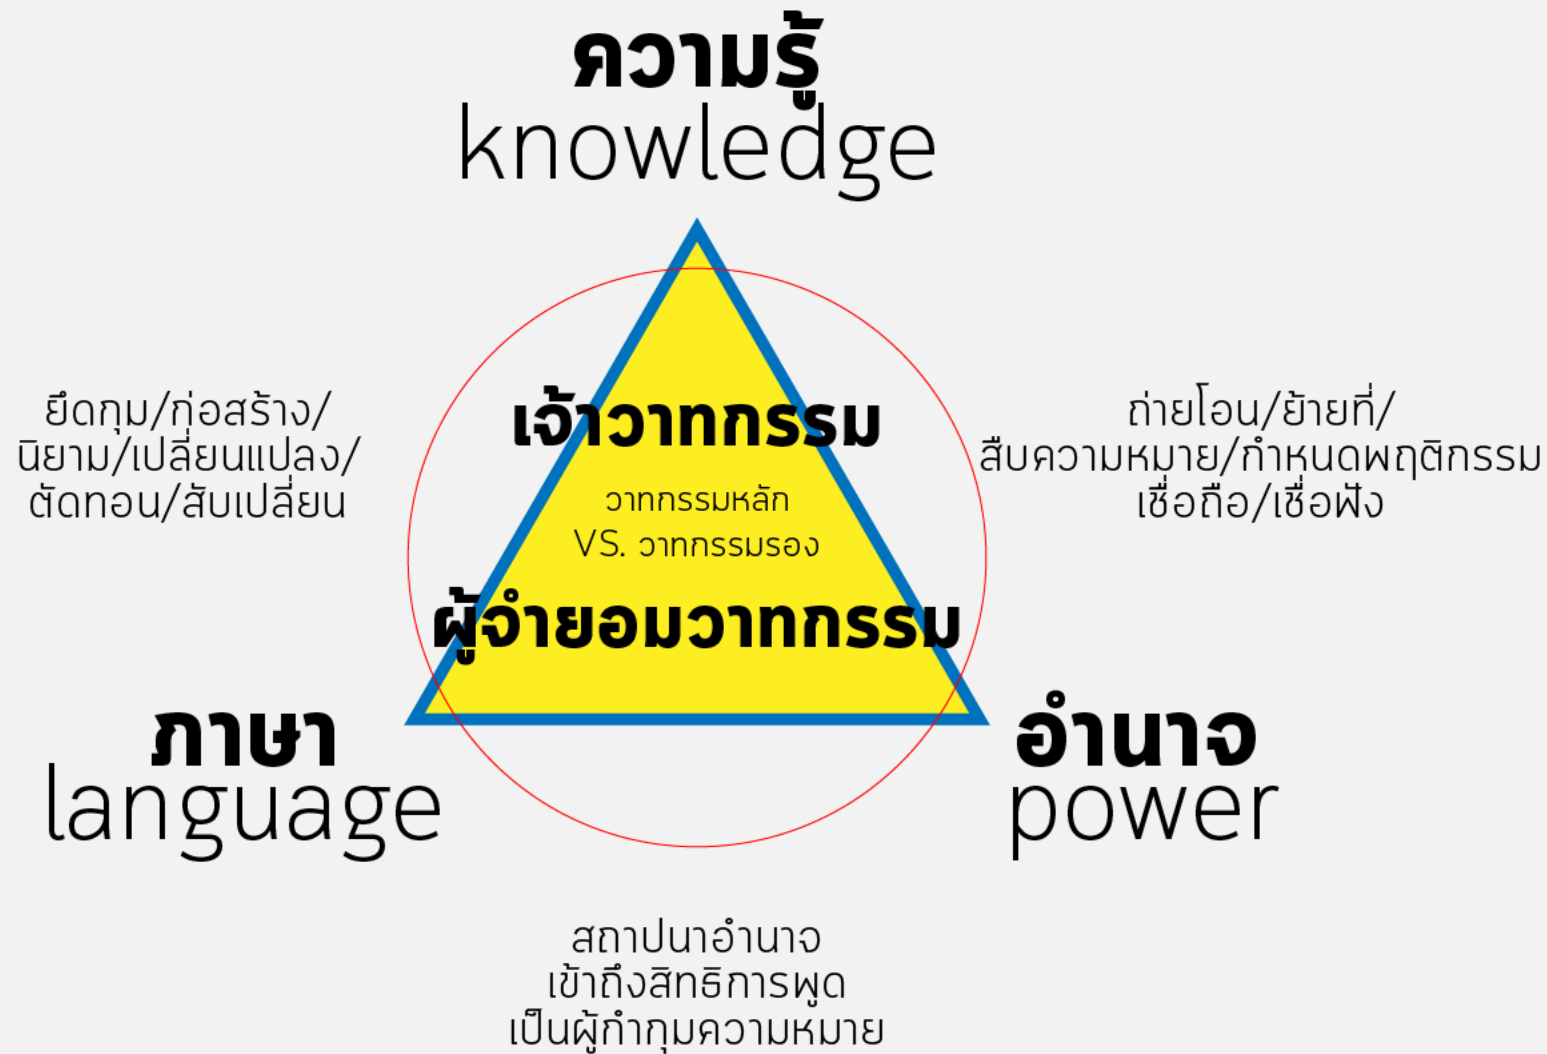 ความรู้
knowledge
ยึดกุม/ก่อสร้าง/
นิยาม/เปลี่ยนแปลง/
ตัดทอน/สับเปลี่ยน
เจ้าวาทกรรม
วาทกรรมหลัก
VS. วาทกรรมรอง
ผู้จำยอมวาทกรรม
ถ่ายโอน/ย้ายที่/
สืบความหมาย/กำหนดพฤติกรรม
เชื่อถือ/เชื่อฟัง
ภาษา
language
อำนาจ
power
สถาปนาอำนาจ
เข้าถึงสิทธิการพูด
เป็นผู้กำกุมความหมาย